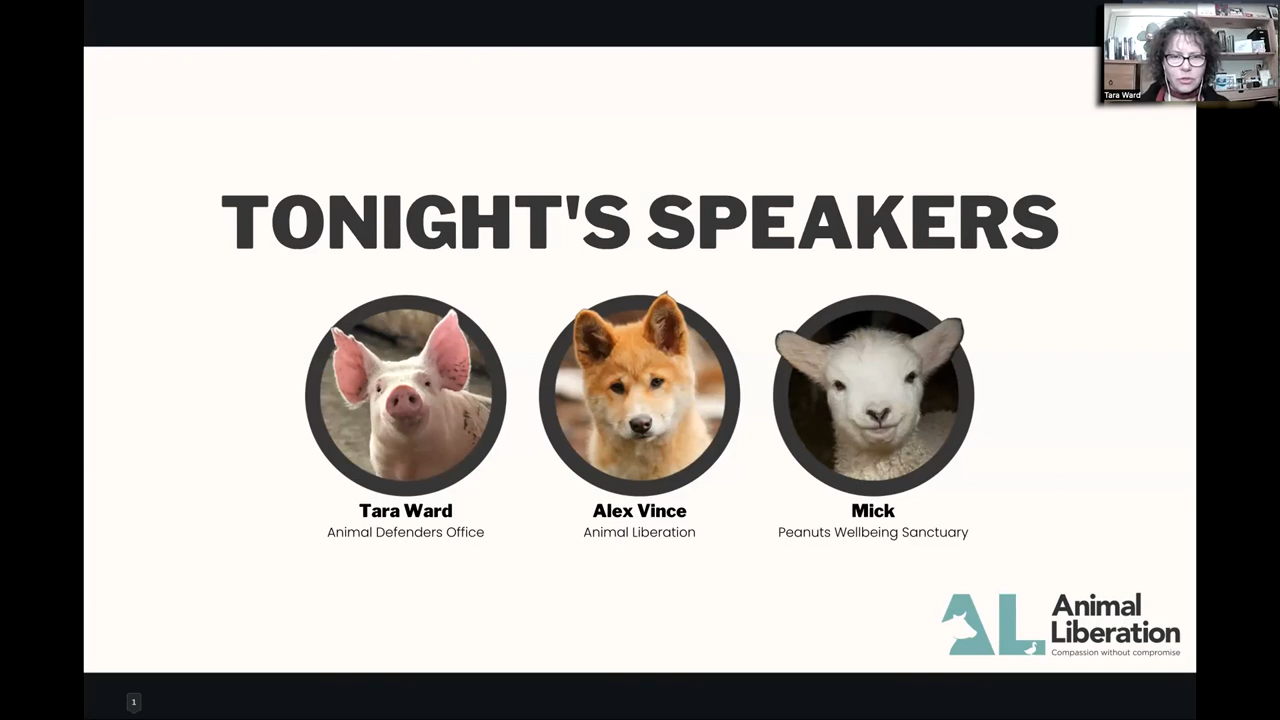 Tara Ward
TONIGHT'S SPEAKERS
Tara Ward
Animal Defenders Office
Alex Vince
Animal Liberation
Mick
Peanuts Wellbeing Sanctuary
AL
Animal
Liberation
Compassion without compromise
1